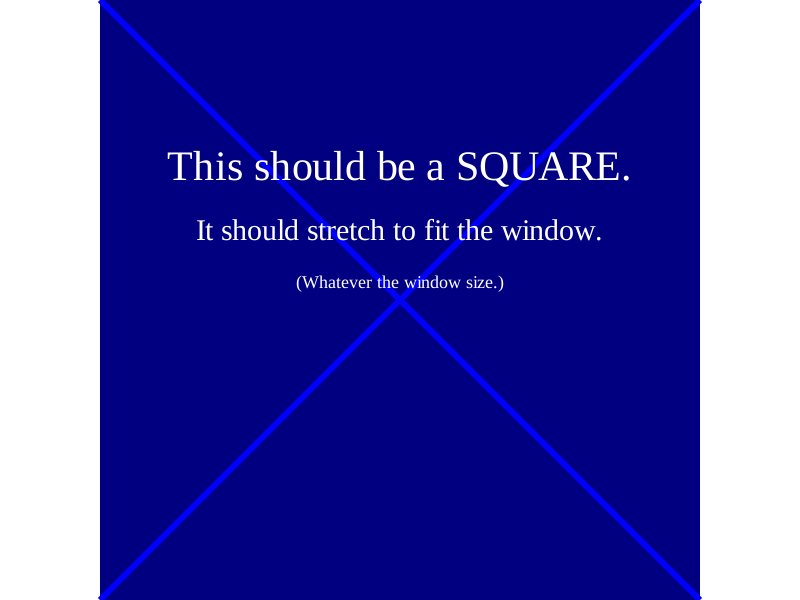 This should be a SQUARE.
It should stretch to fit the window.
(Whatever the window size.)